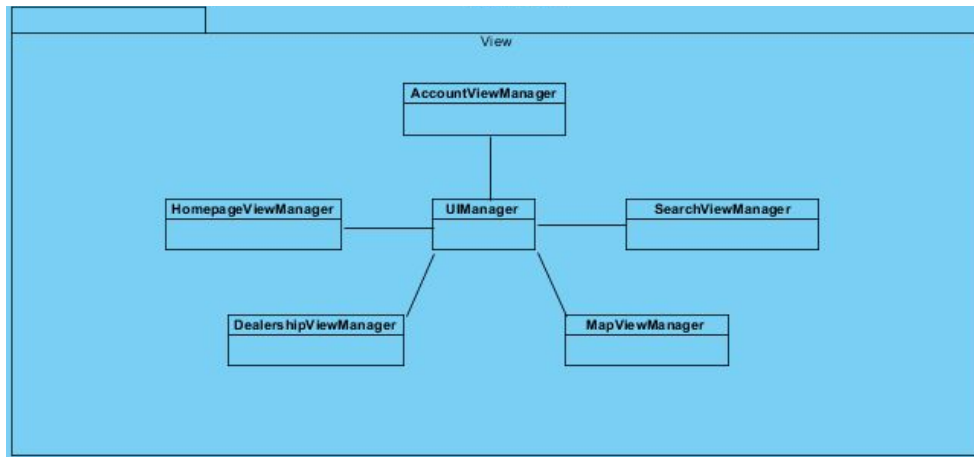 View
AccountViewManager
HomepageViewManager
UIManager
SearchViewManager
DealershipViewManager
MapViewManager